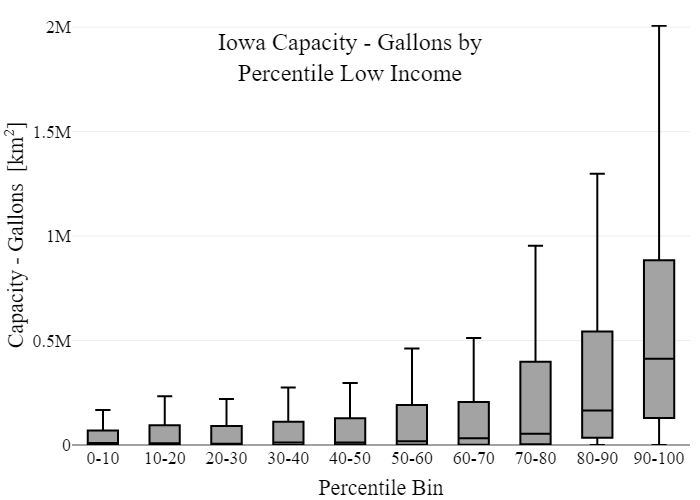 Iowa Capacity - Gallons by
Percentile Low Income
Capacity - Gallons [km²]
2M
1.5M
1M
0.5M
0
0-10 10-20 20-30 30-40 40-50 50-60 60-70 70-80 80-90 90-100
Percentile Bin